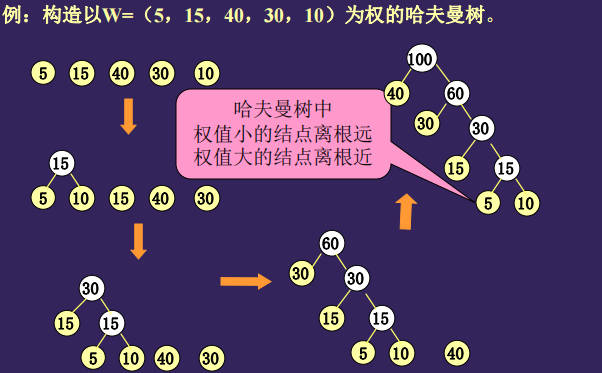 例：构造以W=（5，15，40，30，10）为权的哈夫曼树。
5 15 40 30 10
哈夫曼树中
权值小的结点离根远
权值大的结点离根近
100
40 60
30 30
15 15
5 10
15
5 10 15 40 30
30
15 15
5 10 40 30
60
30 30
15 15
5 10 40